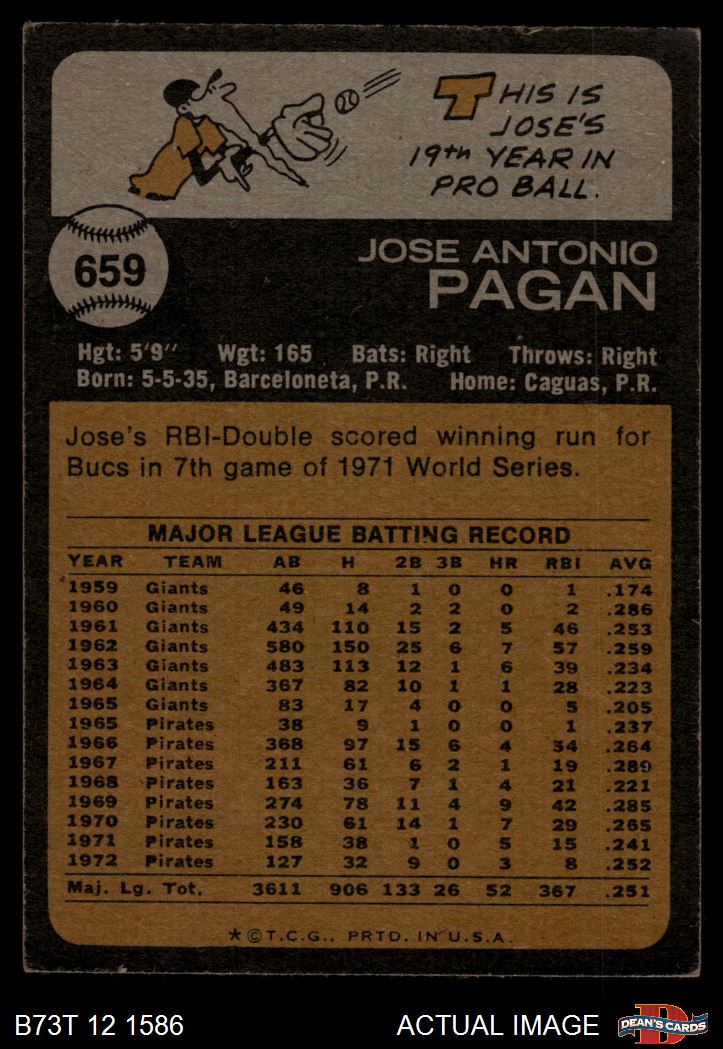 THIS IS
JOSE'S
19th YEAR IN
PRO BALL.
659
JOSE ANTONIO
PAGAN
Hgt: 5'9" Wgt: 165 Bats: Right Throws: Right
Born: 5-5-35, Barceloneta, P.R. Home: Caguas, P.R.
Jose's RBI-Double scored winning run for
Bucs in 7th game of 1971 World Series.
MAJOR LEAGUE BATTING RECORD
YEAR TEAM AB H 2B 3B HR RBI AVG
1959 Giants 46 8 1 0 0 1 .174
1960 Giants 49 14 2 2 0 2 .286
1961 Giants 434 110 15 2 5 46 .253
1962 Giants 580 150 25 6 7 57 .259
1963 Giants 483 113 12 1 6 39 .234
1964 Giants 367 82 10 1 1 28 .223
1965 Giants 83 17 4 0 0 5 .205
1965 Pirates 38 9 1 0 0 1 .237
1966 Pirates 368 97 15 6 4 54 .264
1967 Pirates 211 61 6 2 1 19 .289
1968 Pirates 163 36 7 1 4 21 .221
1969 Pirates 274 78 11 4 9 42 .285
1970 Pirates 230 61 14 1 7 29 .265
1971 Pirates 158 38 1 0 5 15 .241
1972 Pirates 127 32 9 0 3 8 .252
Maj. Lg. Tot. 3611 906 133 26 52 367 .251
*©T.C.G., PRTD. IN U.S.A.
B73T 12 1586 ACTUAL IMAGE
D
DEAN'S CARDS